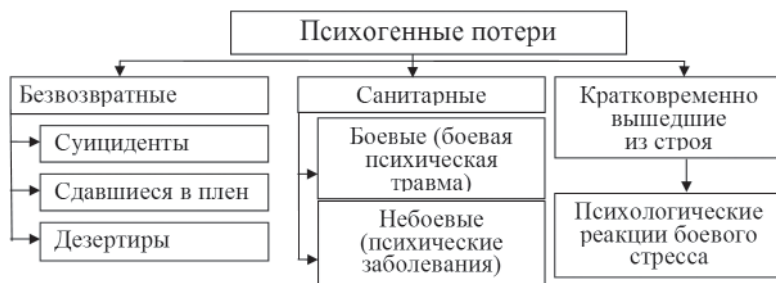 Психогенные потери
Безвозвратные
Суициденты
Сдавшиеся в плен
Дезертиры
Санитарные
Боевые (боевая
психическая
травма)
Небоевые
(психические
заболевания)
Кратковременно
вышедшие
из строя
Психологические
реакции боевого
стресса